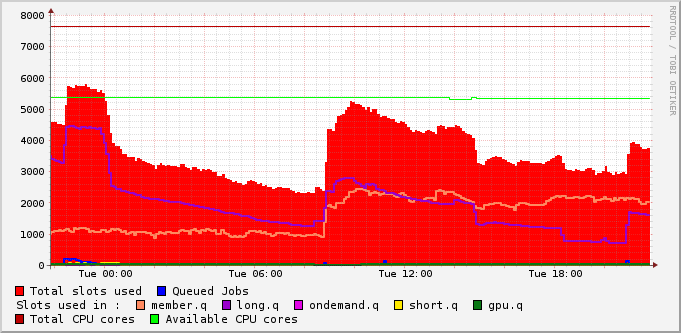 8000
7000
6000
5000
4000
3000
2000
1000
0
Tue 00:00 Tue 06:00 Tue 12:00 Tue 18:00
RRDTOOL / TOBI OETIKER
Total slots used Queued Jobs
Slots used in : member.q long.q ondemand.q short.q gpu.q
Total CPU cores Available CPU cores